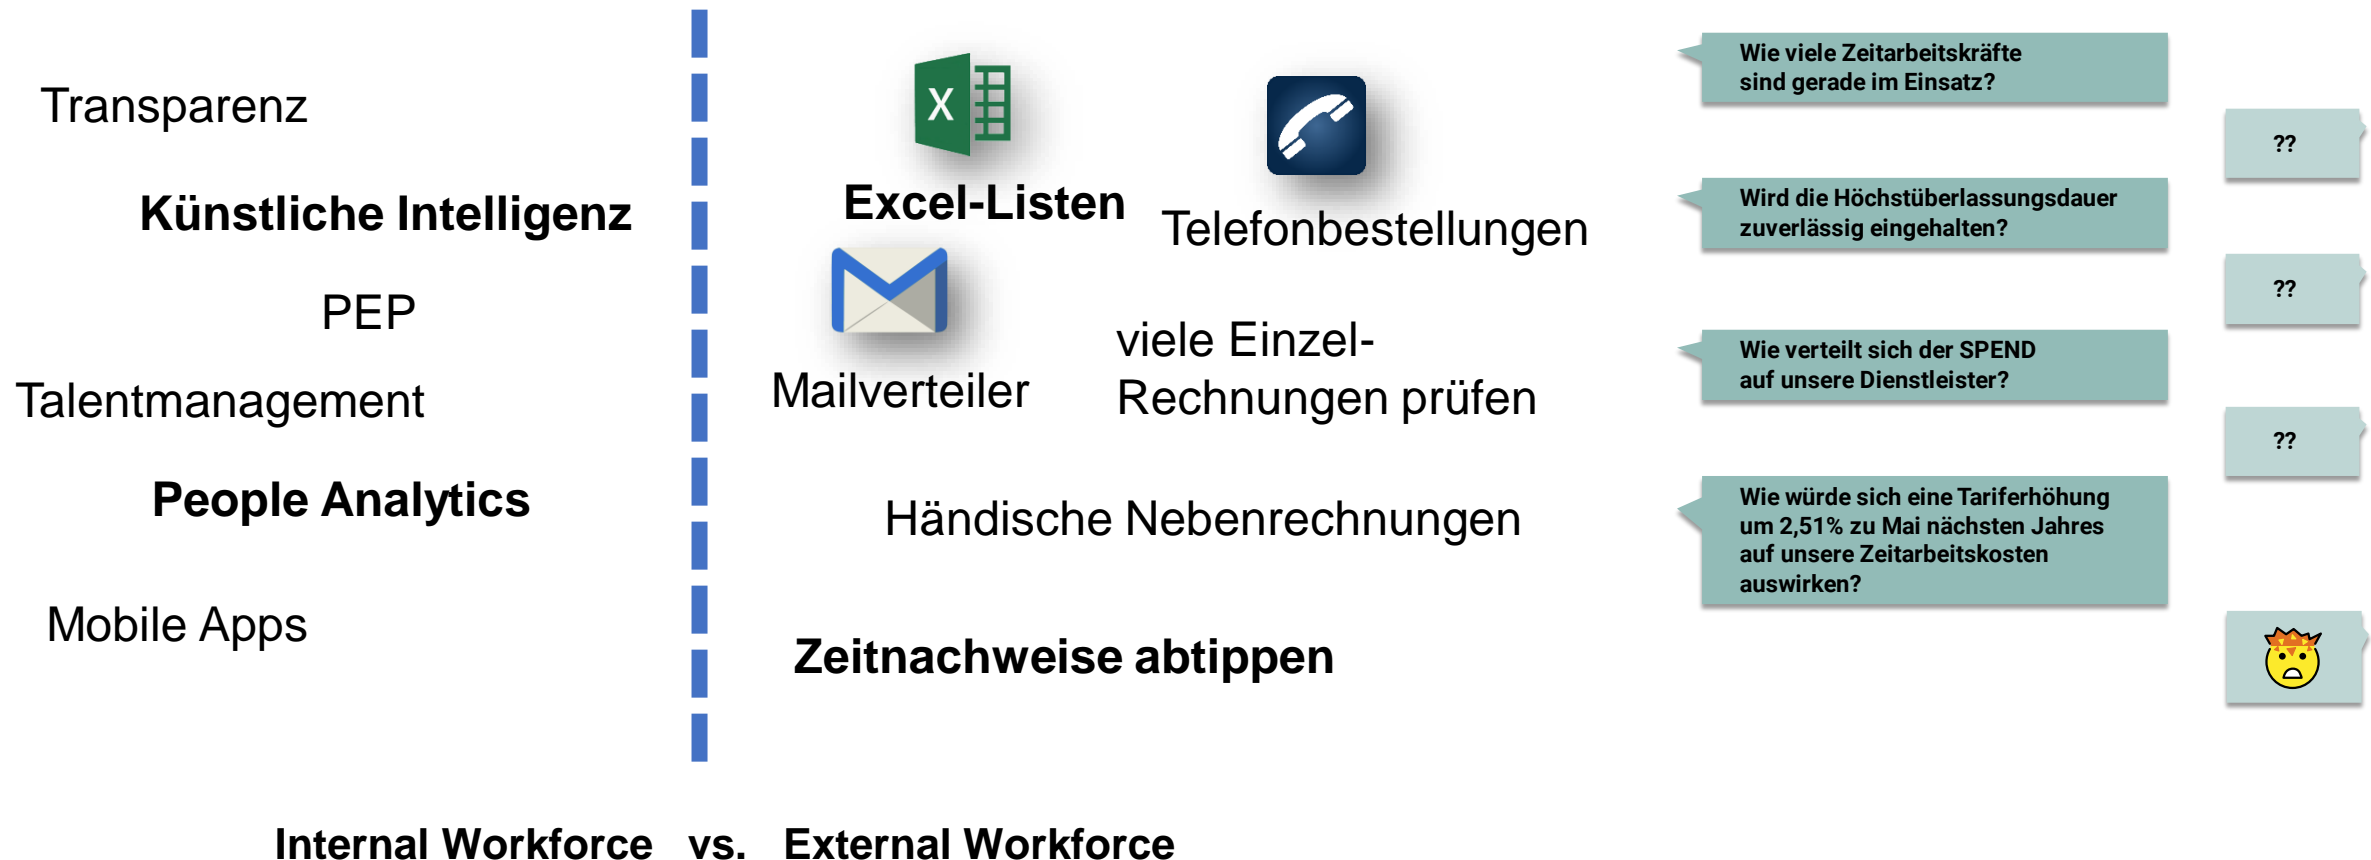 Transparenz
Künstliche Intelligenz
PEP
Talentmanagement
People Analytics
Mobile Apps
X
Excel-Listen
Telefonbestellungen
Mailverteiler
viele Einzel-
Rechnungen prüfen
Händische Nebenrechnungen
Zeitnachweise abtippen
Wie viele Zeitarbeitskräfte
sind gerade im Einsatz?
??
Wird die Höchstüberlassungsdauer
zuverlässig eingehalten?
??
Wie verteilt sich der SPEND
auf unsere Dienstleister?
??
Wie würde sich eine Tariferhöhung
um 2,51% zu Mai nächsten Jahres
auf unsere Zeitarbeitskosten
auswirken?
Internal Workforce vs. External Workforce